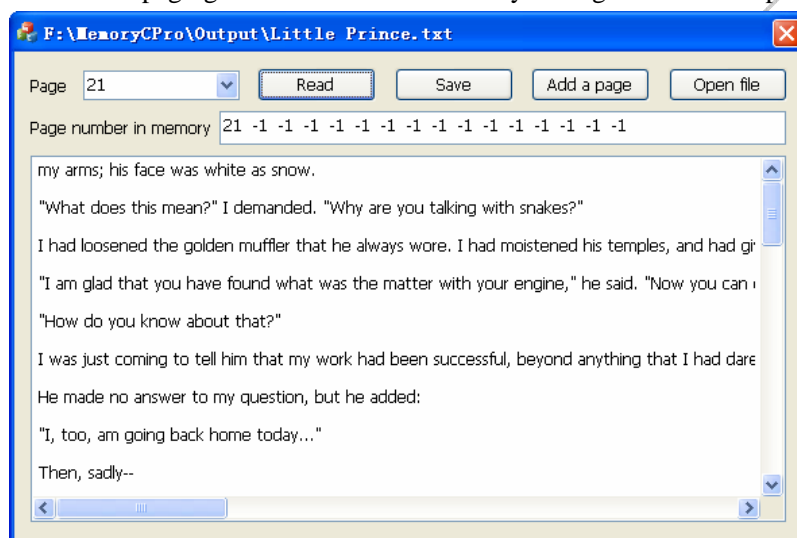 F:\MemoryCPro\Output\Little Prince.txt
Page 21 Read Save Add a page Open file
Page number in memory 21 -1 -1 -1 -1 -1 -1 -1 -1 -1 -1 -1 -1 -1 -1
my arms; his face was white as snow.
"What does this mean?" I demanded. "Why are you talking with snakes?"
I had loosened the golden muffler that he always wore. I had moistened his temples, and had
"I am glad that you have found what was the matter with your engine," he said. "Now you can
"How do you know about that?"
I was just coming to tell him that my work had been successful, beyond anything that I had dare
He made no answer to my question, but he added:
"I, too, am going back home today..."
Then, sadly--